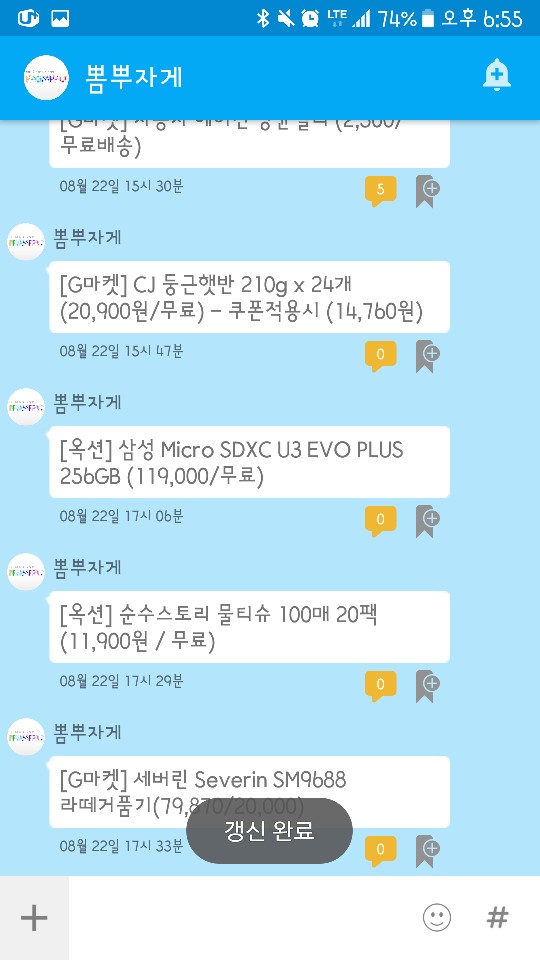 LTE 74% 오후 6:55
뽐뿌자게
무료배송)
08월 22일 15시 30분
5
뽐뿌자게
[G마켓] CJ 둥근햇반 210g x 24개
(20,900원/무료) - 쿠폰적용시 (14,760원)
08월 22일 15시 47분
0
뽐뿌자게
[옥션] 삼성 Micro SDXC U3 EVO PLUS
256GB (119,000/무료)
08월 22일 17시 06분
0
뽐뿌자게
[옥션] 순수스토리 물티슈 100매 20팩
(11,900원 / 무료)
08월 22일 17시 29분
0
뽐뿌자게
[G마켓] 세버린 Severin SM9688
라떼거품기(79,870/20,000)
갱신 완료
08월 22일 17시 33분
0
+
#